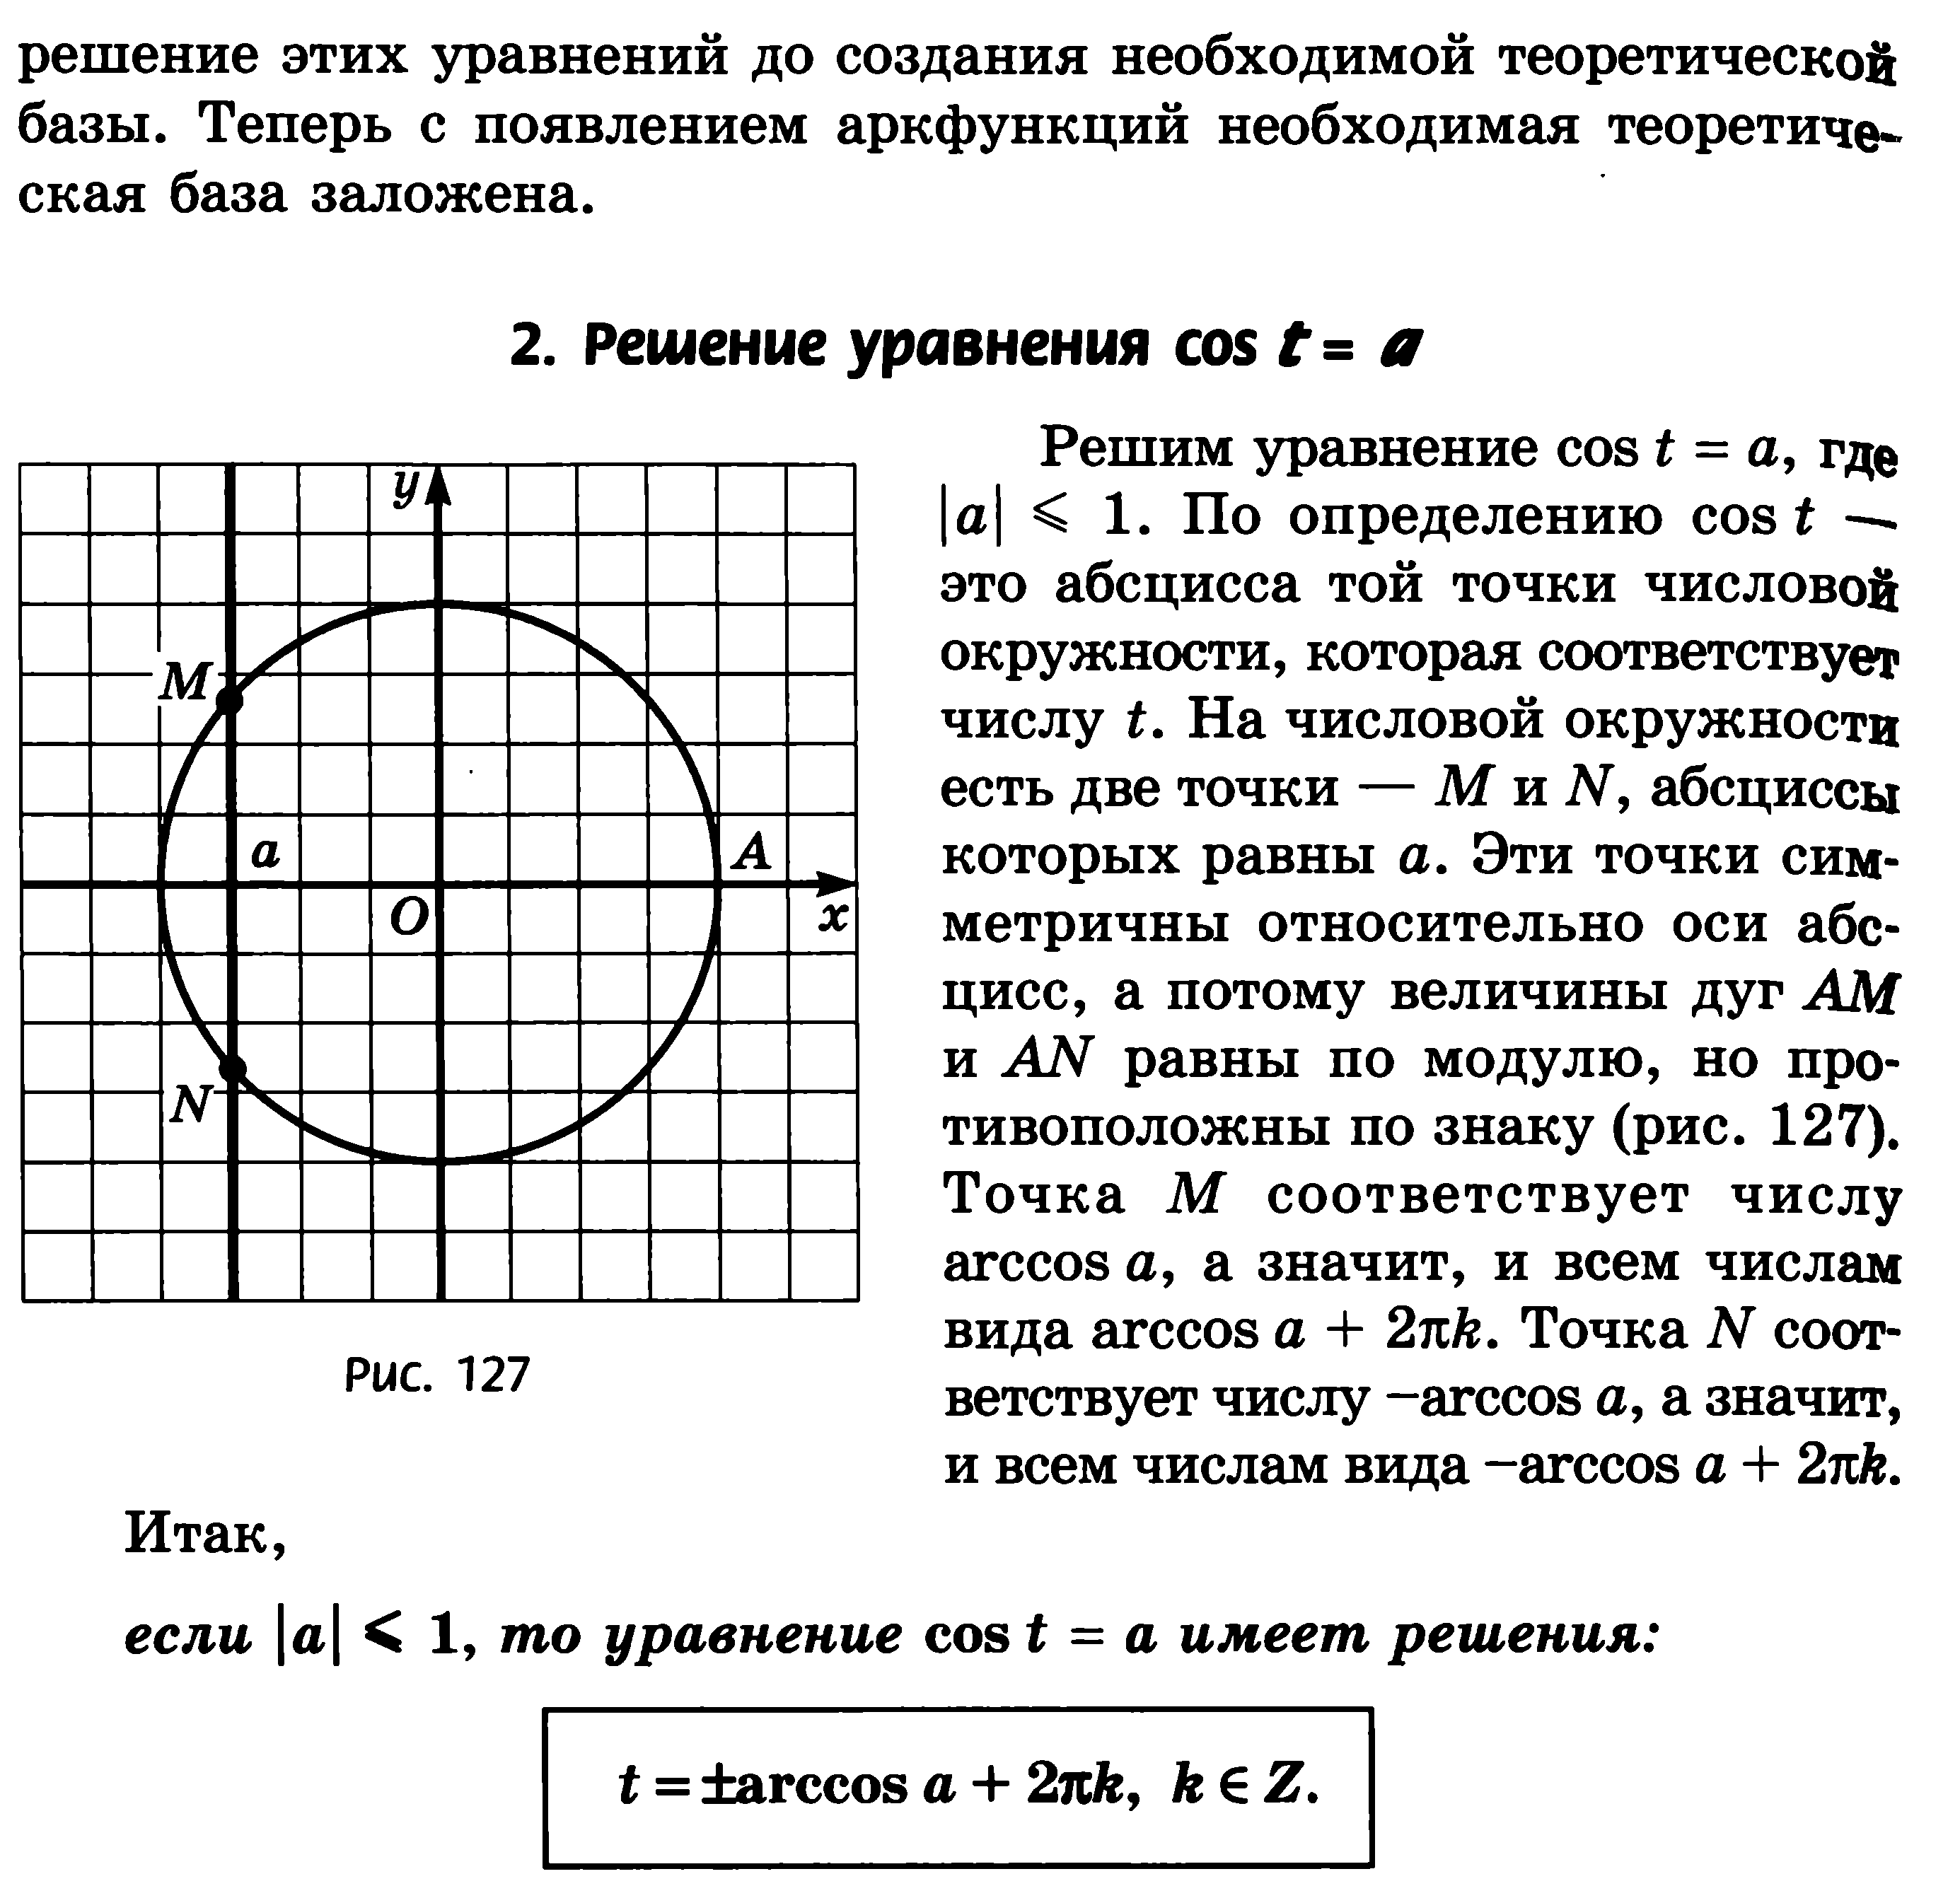 решение этих уравнений до создания необходимой теоретической
базы. Теперь с появлением аркфункций необходимая теоретиче-
ская база заложена.
2. Решение уравнения cos t = a
y
M
a
A
O
x
N
Рис. 127
Решим уравнение cos t = a, где
|a| ⩽ 1. По определению cos t —
это абсцисса той точки числовой
окружности, которая соответствует
числу t. На числовой окружности
есть две точки — M и N, абсциссы
которых равны a. Эти точки сим-
метричны относительно оси абс-
цисс, а потому величины дуг AM
и AN равны по модулю, но про-
тивоположны по знаку (рис. 127).
Точка M соответствует числу
arccos a, а значит, и всем числам
вида arccos a + 2πk. Точка N соот-
ветствует числу −arccos a, а значит,
и всем числам вида −arccos a + 2πk.
Итак,
если |a| ⩽ 1, то уравнение cos t = a имеет решения:
t = ±arccos a + 2πk, k ∈ Z.